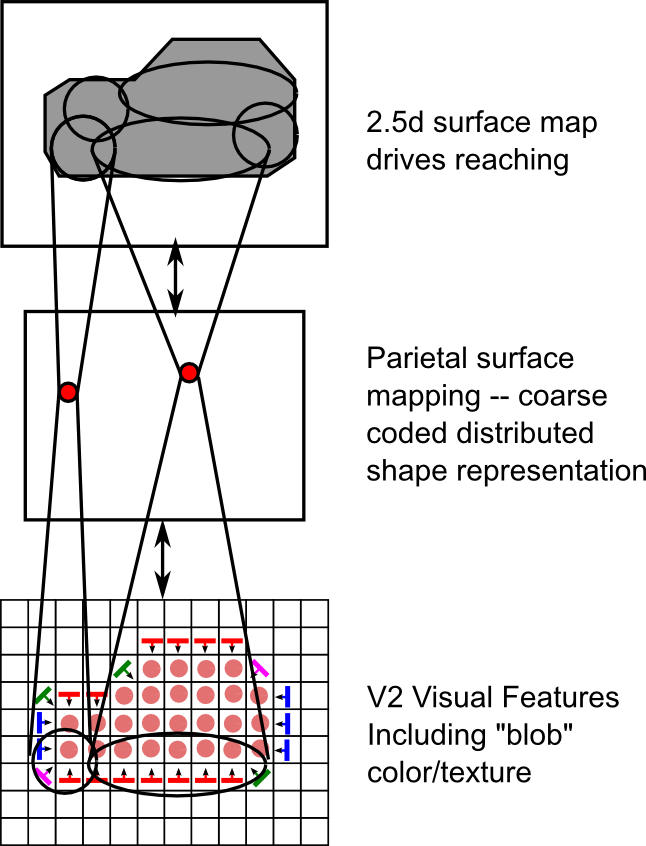 2.5d surface map
drives reaching
Parietal surface
mapping -- coarse
coded distributed
shape representation
V2 Visual Features
Including "blob"
color/texture